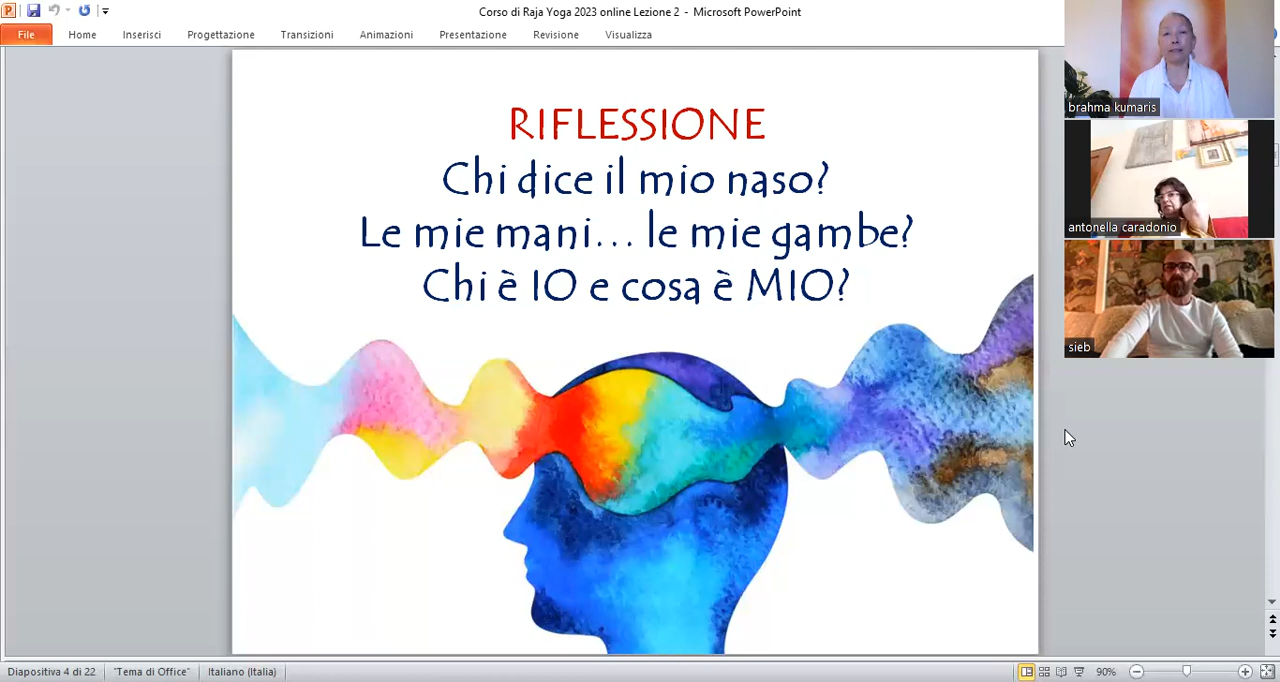 Corso di Raja Yoga 2023 online Lezione 2 - Microsoft PowerPoint
File Home Inserisci Progettazione Transizioni Animazioni Presentazione Revisione Visualizza
RIFLESSIONE
Chi dice il mio naso?
Le mie mani... le mie gambe?
Chi è IO e cosa è MIO?
brahma kumaris
antonella caradonio
sieb
Diapositiva 4 di 22 "Tema di Office" Italiano (Italia) 90%